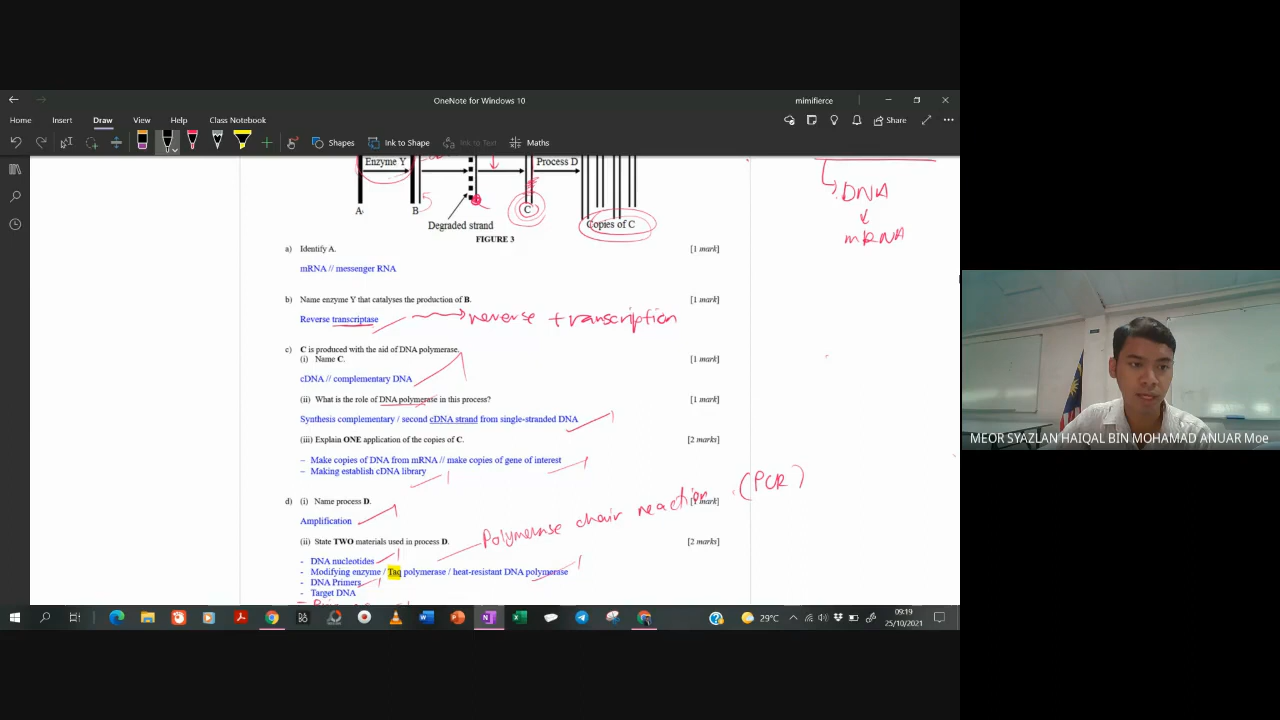 OneNote for Windows 10
mimifierce
Home Insert Draw View Help Class Notebook
Share
Shapes Ink to Shape Ink to Text Maths
Enzyme Y
Process D
A
B
5
C
Copies of C
Degraded strand
FIGURE 3
DNA
mRNA
a) Identify A. [1 mark]
mRNA // messenger RNA
b) Name enzyme Y that catalyses the production of B. [1 mark]
Reverse transcriptase
reverse transcription
c) C is produced with the aid of DNA polymerase.
(i) Name C. [1 mark]
cDNA // complementary DNA
(ii) What is the role of DNA polymerase in this process? [1 mark]
Synthesis complementary / second cDNA strand from single-stranded DNA
(iii) Explain ONE application of the copies of C. [2 marks]
– Make copies of DNA from mRNA // make copies of gene of interest
– Making establish cDNA library
d) (i) Name process D. [1 mark]
Amplification
Polymerase chair reaction (PCR)
(ii) State TWO materials used in process D. [2 marks]
- DNA nucleotides
- Modifying enzyme / Taq polymerase / heat-resistant DNA polymerase
- DNA Primers
- Target DNA
MEOR SYAZLAN HAIQAL BIN MOHAMAD ANUAR Moe
29°C
09:19
25/10/2021